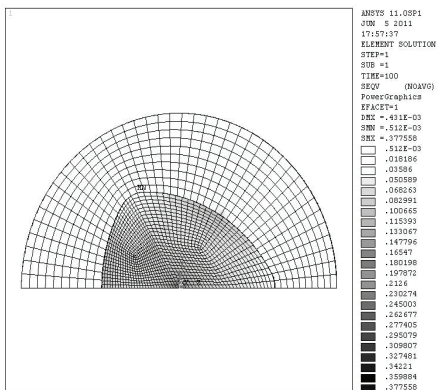 1
ANSYS 11.0SP1
JUN 5 2011
17:57:37
ELEMENT SOLUTION
STEP=1
SUB =1
TIME=100
SEQV (NOAVG)
PowerGraphics
EFACET=1
DMX =.431E-03
SMN =.512E-03
SMX =.377558
.512E-03
.018186
.03586
.050589
.068263
.082991
.100665
.115393
.133067
.147796
.16547
.180198
.197872
.2126
.230274
.245003
.262677
.277405
.295079
.309807
.327481
.34221
.359884
.377558
MN